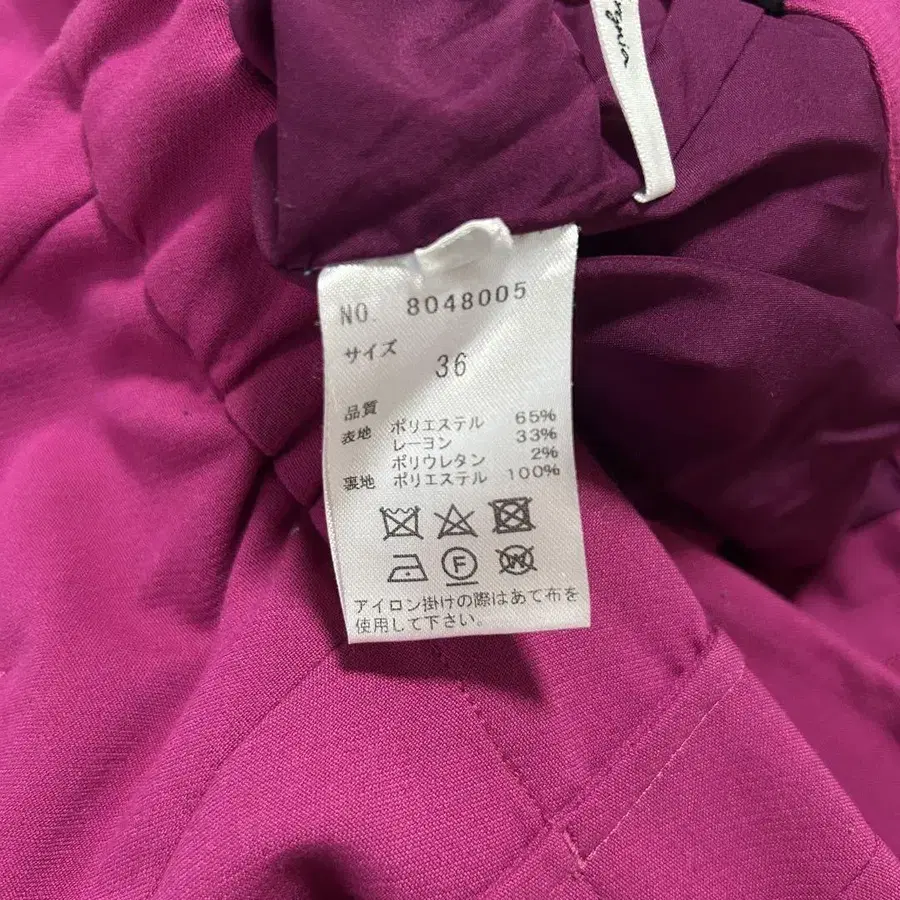 NO. 8048005
サイズ 36
品質
表地 ポリエステル 65%
レーヨン 33%
ポリウレタン 2%
裏地 ポリエステル 100%
F
W
アイロン掛けの際はあて布を
使用して下さい。